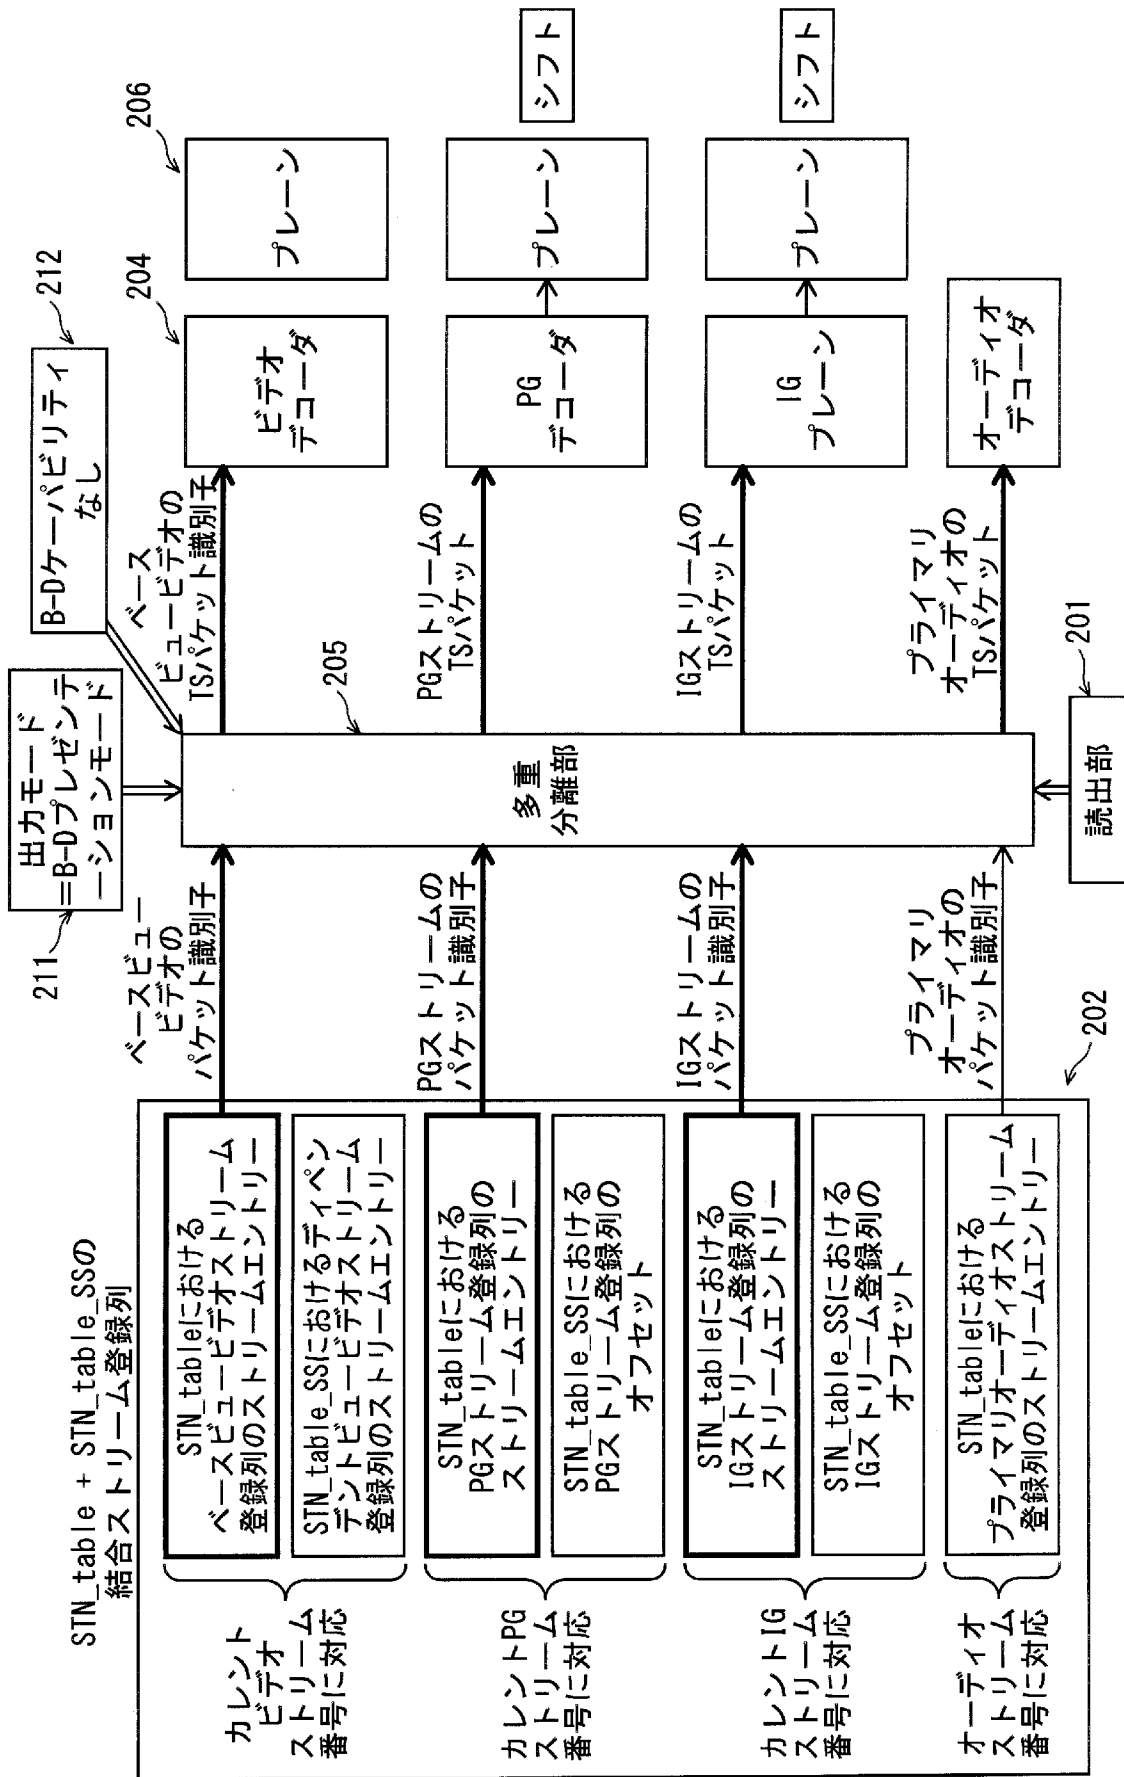 STN_table + STN_table_SSの
結合ストリーム登録列
カレント
ビデオ
ストリーム
番号に対応
STN_tableにおける
ベースビュービデオストリーム
登録列のストリームエントリー
STN_table_SSにおけるディペン
デントビュービデオストリーム
登録列のストリームエントリー
カレントPG
ストリーム
番号に対応
STN_tableにおける
PGストリーム登録列の
ストリームエントリー
STN_table_SSにおける
PGストリーム登録列の
オフセット
カレントIG
ストリーム
番号に対応
STN_tableにおける
IGストリーム登録列の
ストリームエントリー
STN_table_SSにおける
IGストリーム登録列の
オフセット
オーディオ
ストリーム
番号に対応
STN_tableにおける
プライマリオーディオストリーム
登録列のストリームエントリー
202
211
出力モード
=B-Dプレゼンテ
ーションモード
B-Dケーパビリティ
なし
212
ベースビュー
ビデオの
パケット識別子
PGストリームの
パケット識別子
IGストリームの
パケット識別子
プライマリ
オーディオの
パケット識別子
多重
分離部
205
読出部
201
ベース
ビュービデオの
TSパケット識別子
PGストリームの
TSパケット
IGストリームの
TSパケット
プライマリ
オーディオの
TSパケット
204
ビデオ
デコーダ
PG
デコーダ
IG
プレーン
オーディオ
デコーダ
206
プレーン
プレーン
プレーン
シフト
シフト